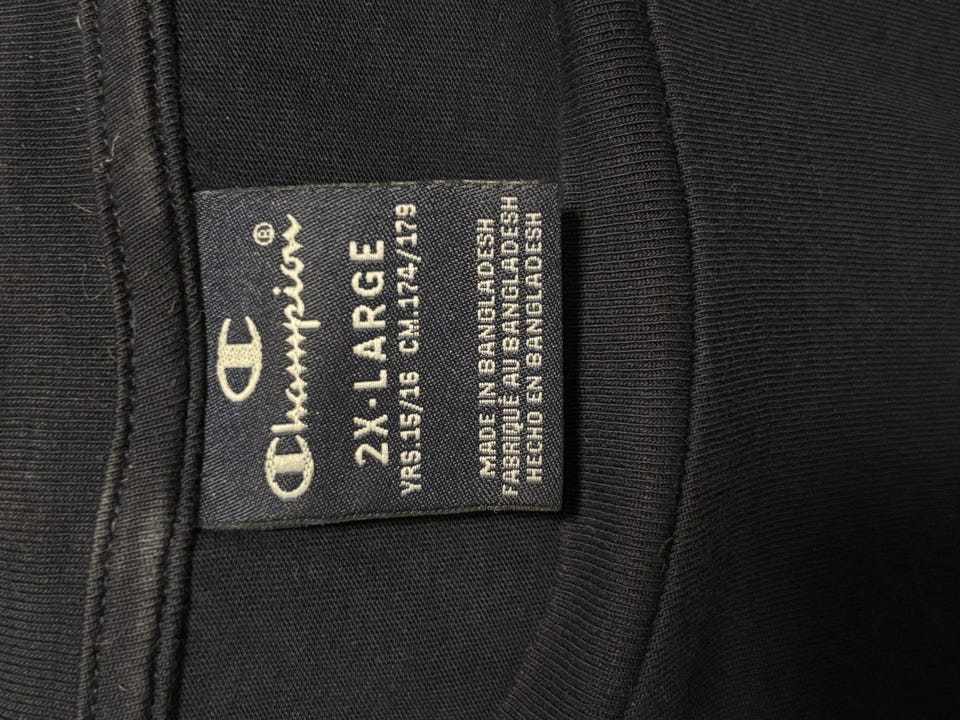 Champion®
2X-LARGE
YRS.15/16 CM.174/179
MADE IN BANGLADESH
FABRIQUÉ AU BANGLADESH
HECHO EN BANGLADESH